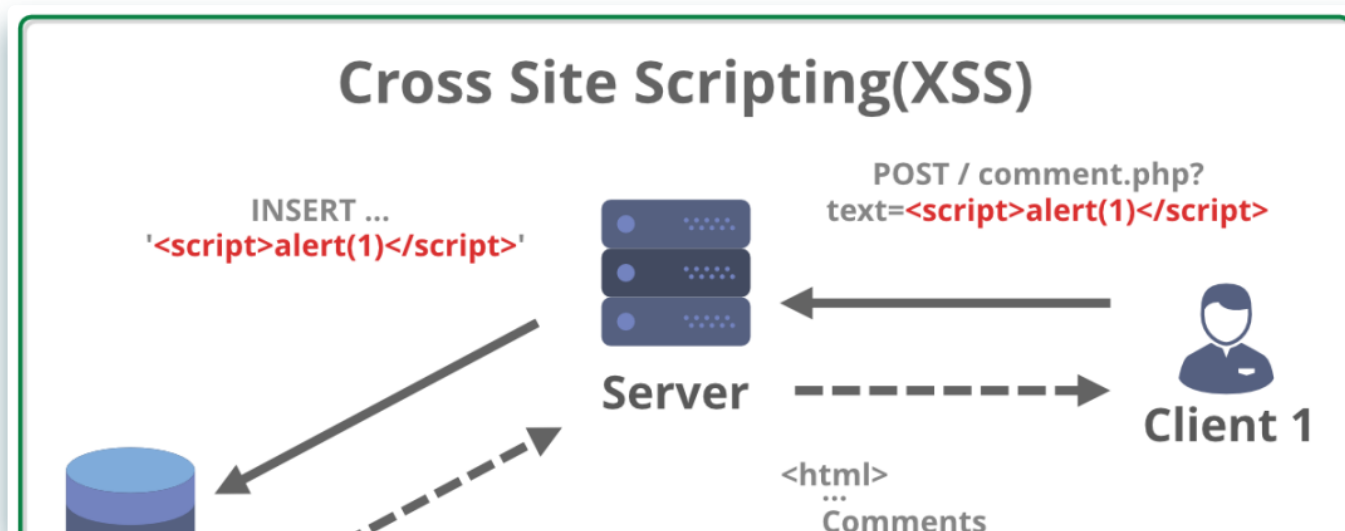 Cross Site Scripting(XSS)
POST / comment.php?
text=<script>alert(1)</script>
INSERT ...
'<script>alert(1)</script>'
Server
Client 1
<html>
...
Comments